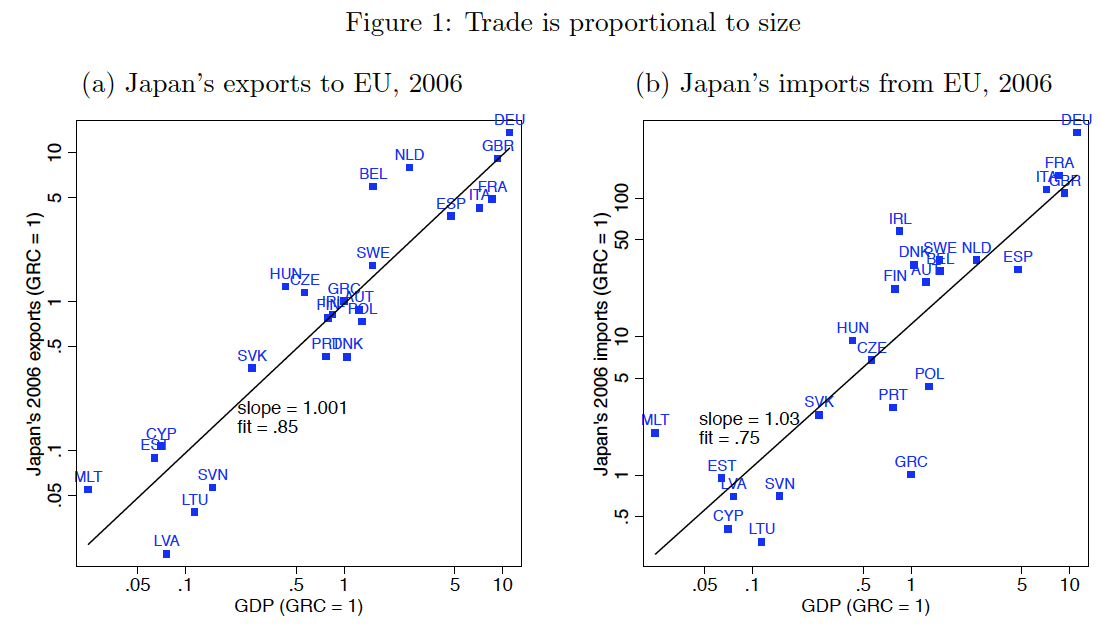 Figure 1: Trade is proportional to size
(a) Japan's exports to EU, 2006
(b) Japan's imports from EU, 2006
Japan's 2006 exports (GRC = 1)
10
5
1
.5
.1
.05
DEU
GBR
NLD
BEL
FRA
ITA
ESP
SWE
HUN
CZE
GRC
AUT
IRL
FIN
POL
PRT
DNK
SVK
CYP
EST
MLT
SVN
LTU
LVA
slope = 1.001
fit = .85
.05 .1 .5 1 5 10
GDP (GRC = 1)
Japan's 2006 imports (GRC = 1)
100
50
10
5
1
.5
DEU
FRA
ITA
GBR
IRL
SWE
NLD
DNK
BEL
ESP
AUT
FIN
HUN
CZE
POL
PRT
SVK
MLT
GRC
EST
LVA
SVN
CYP
LTU
slope = 1.03
fit = .75
.05 .1 .5 1 5 10
GDP (GRC = 1)